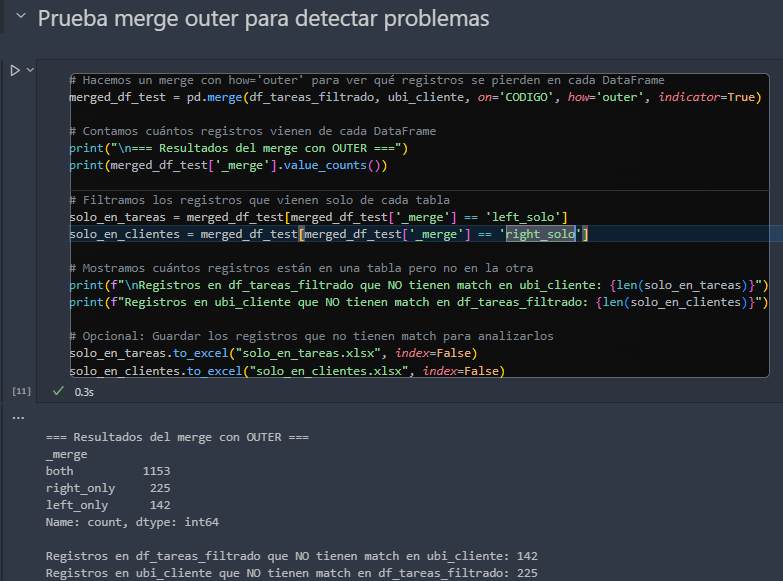 Prueba merge outer para detectar problemas
# Hacemos un merge con how='outer' para ver qué registros se pierden en cada DataFrame
merged_df_test = pd.merge(df_tareas_filtrado, ubi_cliente, on='CODIGO', how='outer', indicator=True)
# Contamos cuántos registros vienen de cada DataFrame
print("\n=== Resultados del merge con OUTER ===")
print(merged_df_test['_merge'].value_counts())
# Filtramos los registros que vienen solo de cada tabla
solo_en_tareas = merged_df_test[merged_df_test['_merge'] == 'left_solo']
solo_en_clientes = merged_df_test[merged_df_test['_merge'] == 'right_solo']
# Mostramos cuántos registros están en una tabla pero no en la otra
print(f"\nRegistros en df_tareas_filtrado que NO tienen match en ubi_cliente: {len(solo_en_tareas)}")
print(f"Registros en ubi_cliente que NO tienen match en df_tareas_filtrado: {len(solo_en_clientes)}")
# Opcional: Guardar los registros que no tienen match para analizarlos
solo_en_tareas.to_excel("solo_en_tareas.xlsx", index=False)
solo_en_clientes.to_excel("solo_en_clientes.xlsx", index=False)
[11] 0.3s
...
=== Resultados del merge con OUTER ===
_merge
both 1153
right_only 225
left_only 142
Name: count, dtype: int64
Registros en df_tareas_filtrado que NO tienen match en ubi_cliente: 142
Registros en ubi_cliente que NO tienen match en df_tareas_filtrado: 225